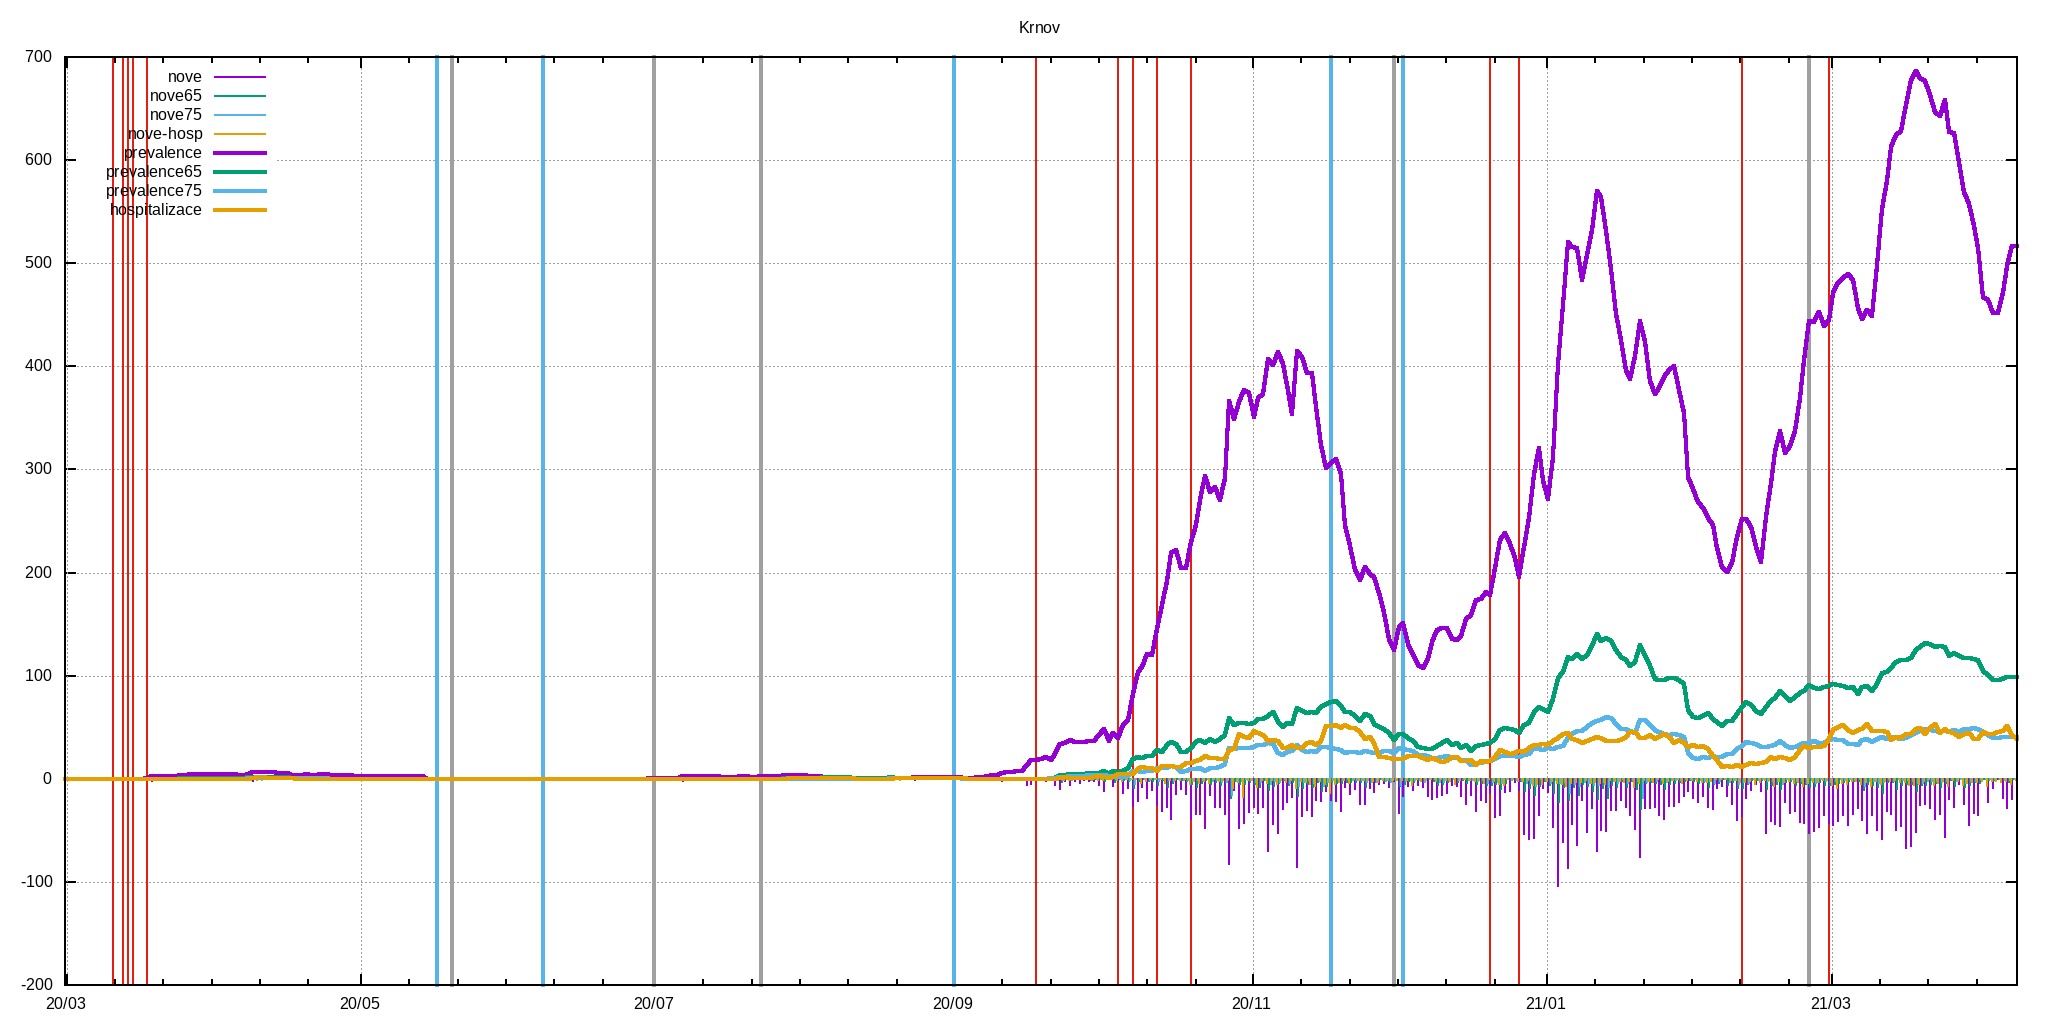 Krnov
700
600
500
400
300
200
100
0
-100
-200
nove
nove65
nove75
nove-hosp
prevalence
prevalence65
prevalence75
hospitalizace
20/03 20/05 20/07 20/09 20/11 21/01 21/03